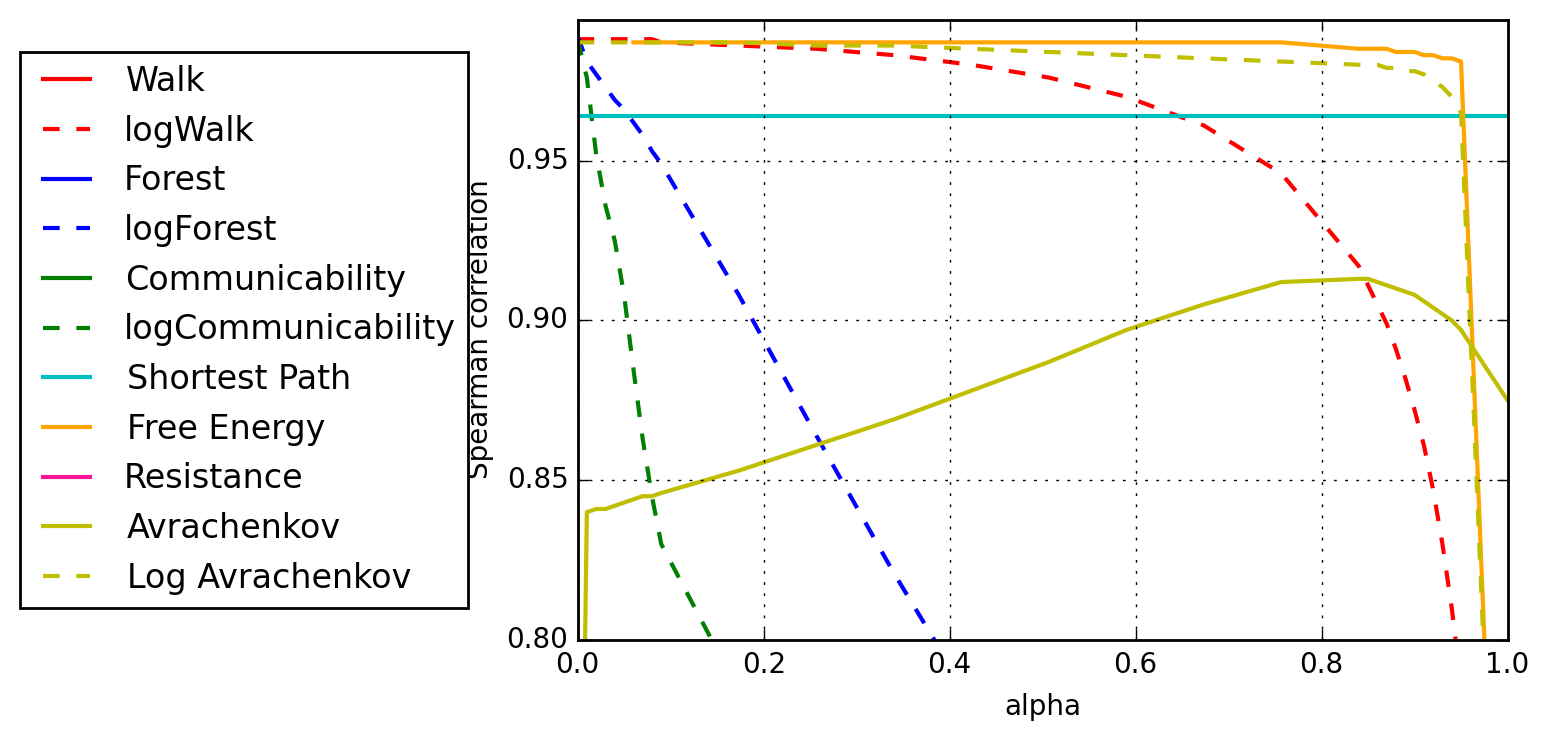 Walk
logWalk
Forest
logForest
Communicability
logCommunicability
Shortest Path
Free Energy
Resistance
Avrachenkov
Log Avrachenkov
Spearman correlation
0.95
0.90
0.85
0.80
0.0 0.2 0.4 0.6 0.8 1.0
alpha